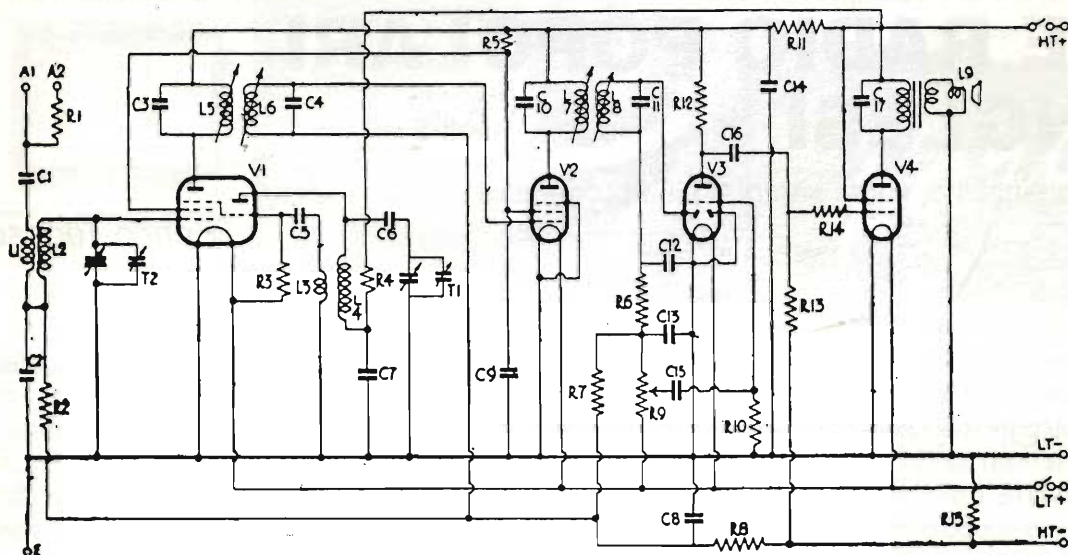 A1 A2
R1
C1
L1 L2
C2
R2
E
T2
C3 L5 L6 C4
V1
R3 C5 L3
L4 R4 C6
T1
C7
R5
C9
C10 L7 L8 C11
V2
R12
V3
C16
C12
R6
C13
R7
C15
R9
R10
C8
R8
R11
C14
R14
R13
V4
C17
L9
HT+
LT-
LT+
HT-
R15